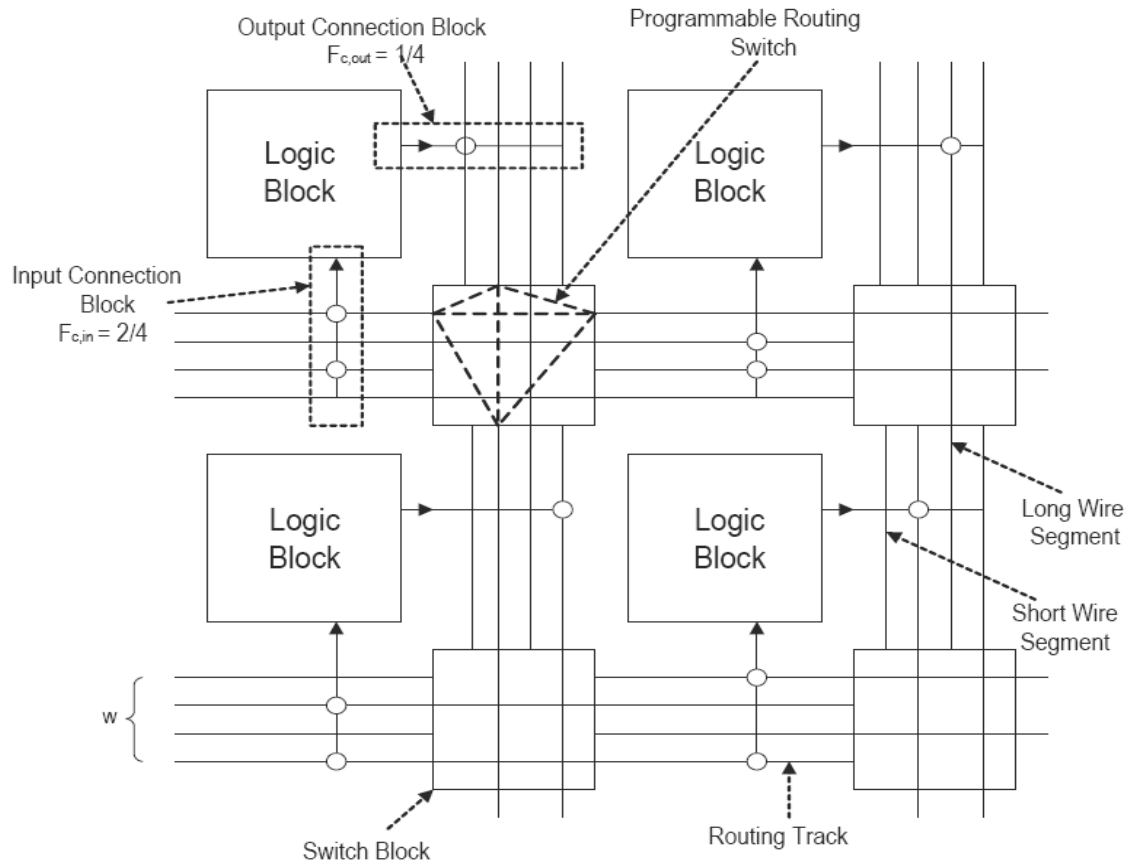 Output Connection Block
Fc,out = 1/4
Programmable Routing
Switch
Logic
Block
Logic
Block
Input Connection
Block
Fc,in = 2/4
Logic
Block
Logic
Block
Long Wire
Segment
Short Wire
Segment
w
Routing Track
Switch Block